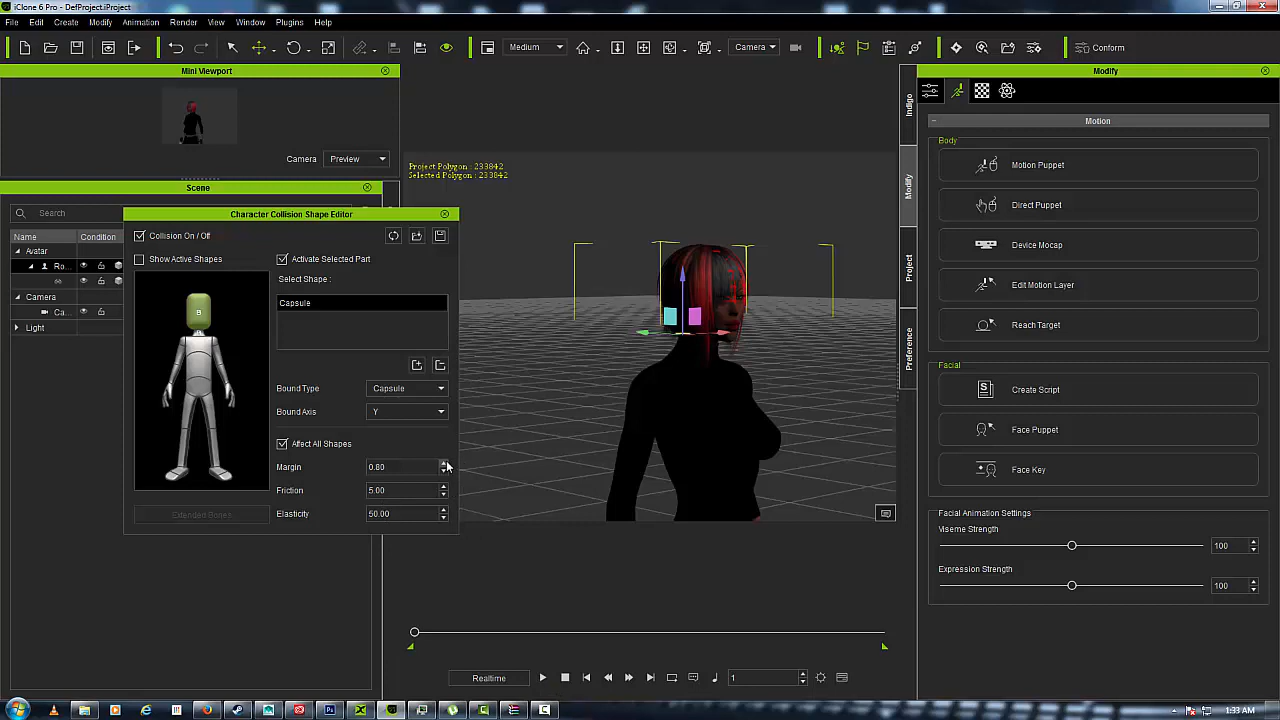 iClone 6 Pro - DefProject.iProject
File Edit Create Modify Animation Render View Window Plugins Help
Medium Camera Conform
Mini Viewport
Modify
Camera Preview
Scene
Search
Name Condition
Avatar
Ro...
Camera
Ca...
Light
Character Collision Shape Editor
Collision On / Off
Show Active Shapes
Activate Selected Part
Select Shape :
Capsule
B
Bound Type Capsule
Bound Axis Y
Affect All Shapes
Margin 0.80
Friction 5.00
Elasticity 50.00
Extended Bones
Project Polygon : 233842
Selected Polygon : 233842
Indigo
Modify
Project
Preference
Motion
Body
Motion Puppet
Direct Puppet
Device Mocap
Edit Motion Layer
Reach Target
Facial
Create Script
Face Puppet
Face Key
Facial Animation Settings
Viseme Strength
100
Expression Strength
100
Realtime 1
1:33 AM